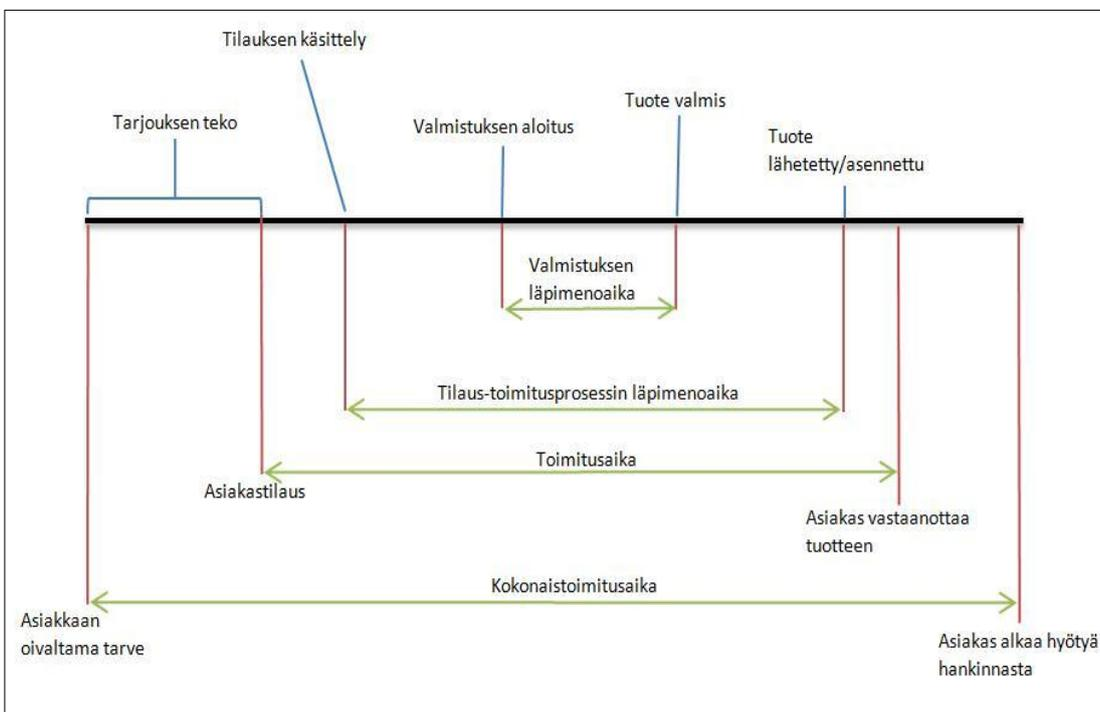 Tilauksen käsittely
Tarjouksen teko
Valmistuksen aloitus
Tuote valmis
Tuote
lähetetty/asennettu
Valmistuksen
läpimenoaika
Tilaus-toimitusprosessin läpimenoaika
Toimitusaika
Asiakastilaus
Asiakas vastaanottaa
tuotteen
Kokonaistoimitusaika
Asiakkaan
oivaltama tarve
Asiakas alkaa hyötyä
hankinnasta